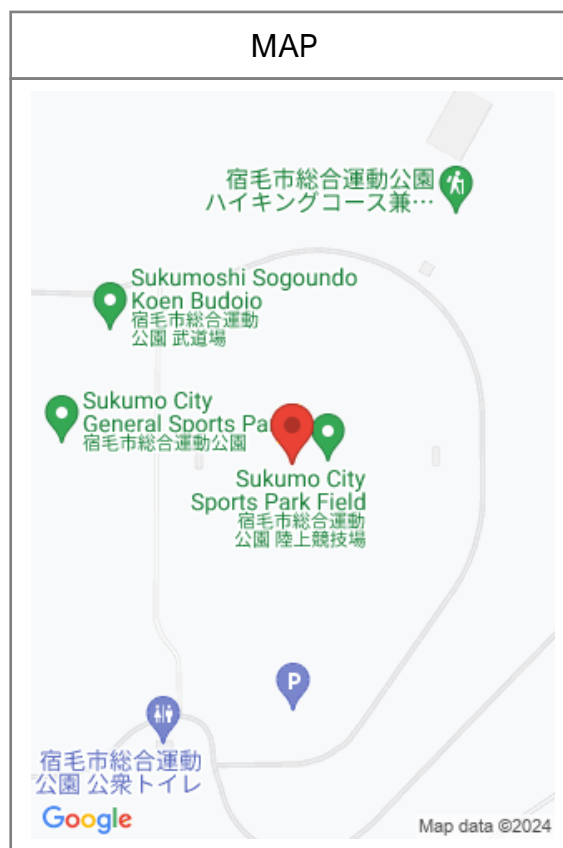 MAP
宿毛市総合運動公園
ハイキングコース兼…
Sukumoshi Sogoundo
Koen Budoio
宿毛市総合運動
公園 武道場
Sukumo City
General Sports Pa
宿毛市総合運動公園
Sukumo City
Sports Park Field
宿毛市総合運動
公園 陸上競技場
P
宿毛市総合運動
公園 公衆トイレ
Google
Map data ©2024